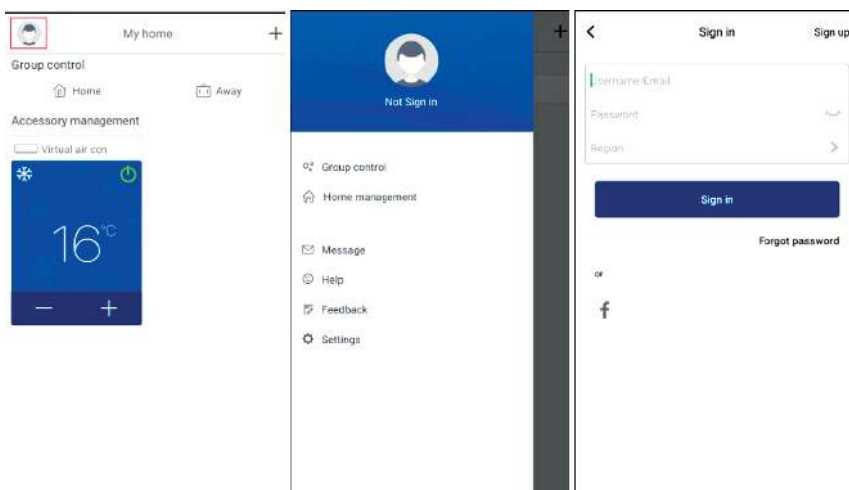 My home
+
Group control
Home
Away
Accessory management
Virtual air con
16°C
— +
+
Not Sign in
Group control
Home management
Message
Help
Feedback
Settings
Sign in
Sign up
Username/Email
Password
Region
Sign in
Forgot password
or
f